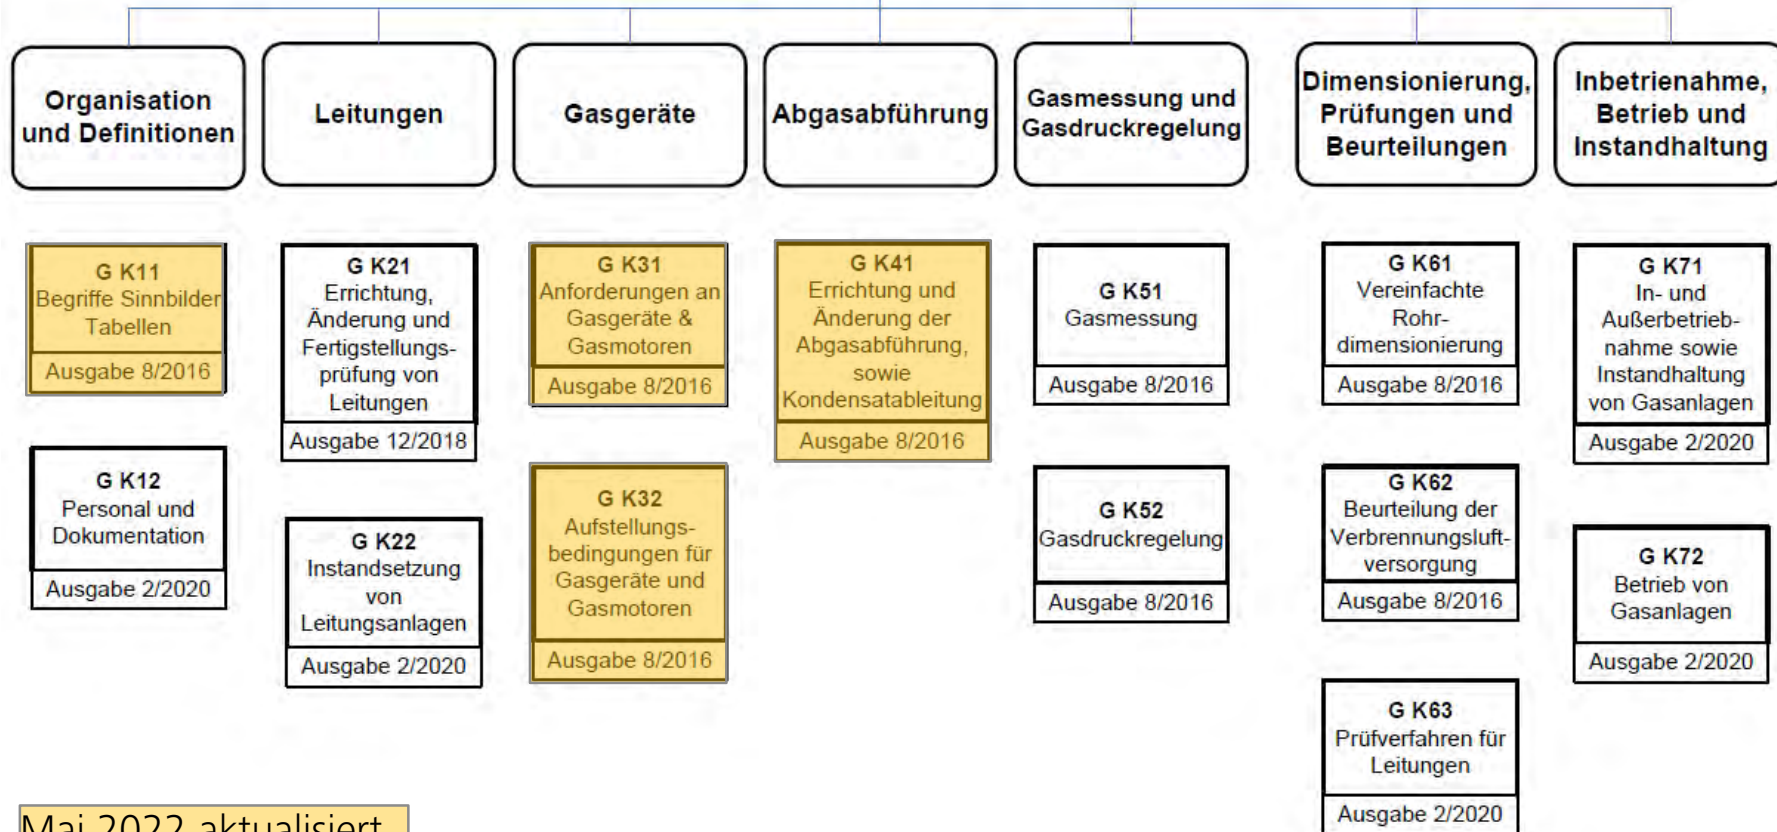 Organisation
und Definitionen
Leitungen
Gasgeräte
Abgasabführung
Gasmessung und
Gasdruckregelung
Dimensionierung,
Prüfungen und
Beurteilungen
Inbetrienahme,
Betrieb und
Instandhaltung
G K11
Begriffe Sinnbilder
Tabellen
Ausgabe 8/2016
G K12
Personal und
Dokumentation
Ausgabe 2/2020
G K21
Errichtung,
Änderung und
Fertigstellungs-
prüfung von
Leitungen
Ausgabe 12/2018
G K22
Instandsetzung
von
Leitungsanlagen
Ausgabe 2/2020
G K31
Anforderungen an
Gasgeräte &
Gasmotoren
Ausgabe 8/2016
G K32
Aufstellungs-
bedingungen für
Gasgeräte und
Gasmotoren
Ausgabe 8/2016
G K41
Errichtung und
Änderung der
Abgasabführung,
sowie
Kondensatableitung
Ausgabe 8/2016
G K51
Gasmessung
Ausgabe 8/2016
G K52
Gasdruckregelung
Ausgabe 8/2016
G K61
Vereinfachte
Rohr-
dimensionierung
Ausgabe 8/2016
G K62
Beurteilung der
Verbrennungsluft-
versorgung
Ausgabe 8/2016
G K63
Prüfverfahren für
Leitungen
Ausgabe 2/2020
G K71
In- und
Außerbetrieb-
nahme sowie
Instandhaltung
von Gasanlagen
Ausgabe 2/2020
G K72
Betrieb von
Gasanlagen
Ausgabe 2/2020
Mai 2022 aktualisiert